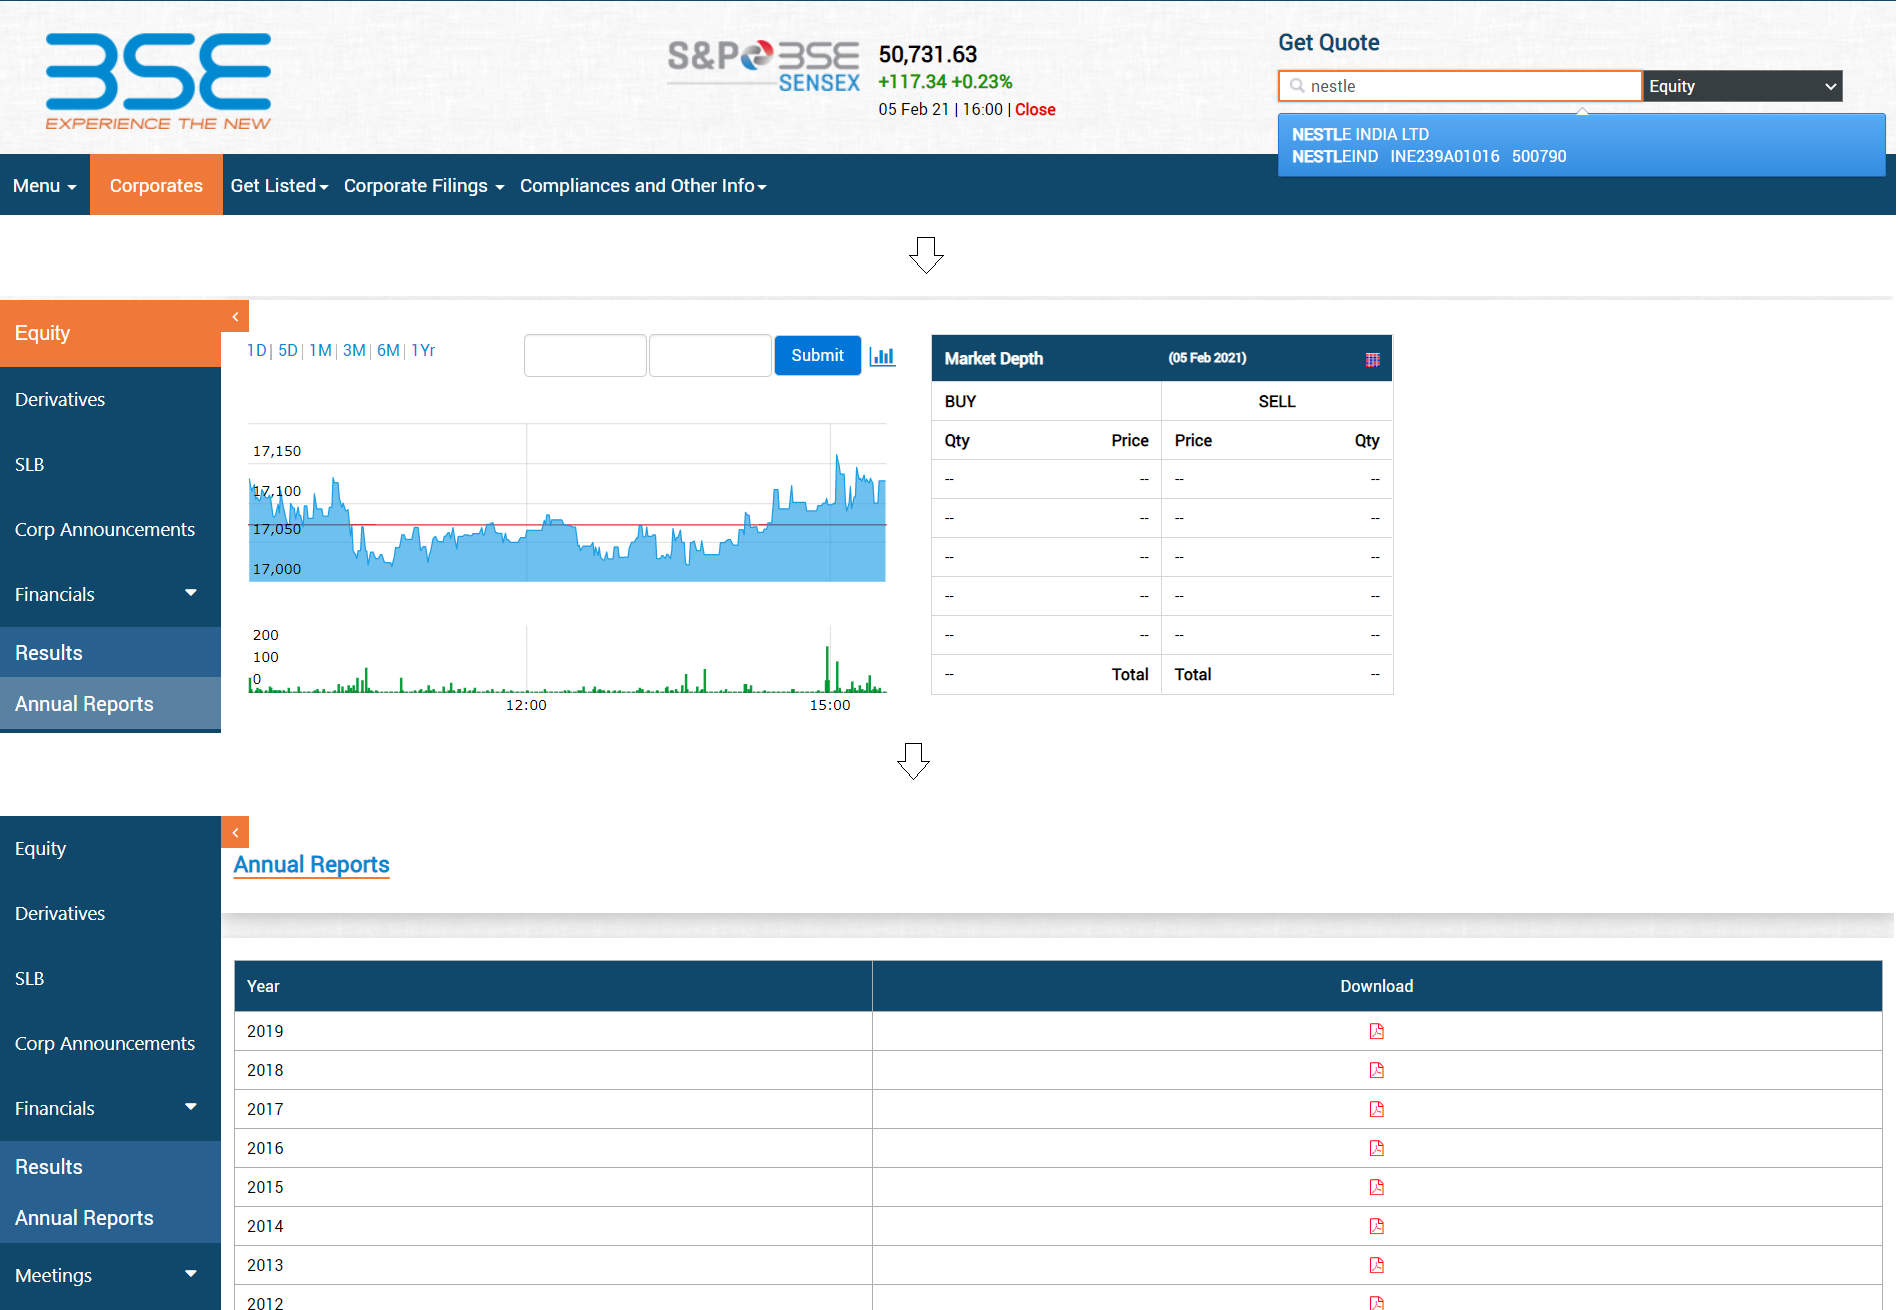 BSE
EXPERIENCE THE NEW
S&P BSE
SENSEX
50,731.63
+117.34 +0.23%
05 Feb 21 | 16:00 | Close
Get Quote
nestle
Equity
NESTLE INDIA LTD
NESTLEIND INE239A01016 500790
Menu
Corporates
Get Listed
Corporate Filings
Compliances and Other Info
Equity
Derivatives
SLB
Corp Announcements
Financials
Results
Annual Reports
1D| 5D| 1M| 3M| 6M| 1Yr
Submit
17,150
17,100
17,050
17,000
200
100
0
12:00
15:00
Market Depth (05 Feb 2021)
BUY SELL
Qty Price Price Qty
-- -- -- --
-- -- -- --
-- -- -- --
-- -- -- --
-- -- -- --
-- Total Total --
Equity
Derivatives
SLB
Corp Announcements
Financials
Results
Annual Reports
Meetings
Annual Reports
Year Download
2019
2018
2017
2016
2015
2014
2013
2012